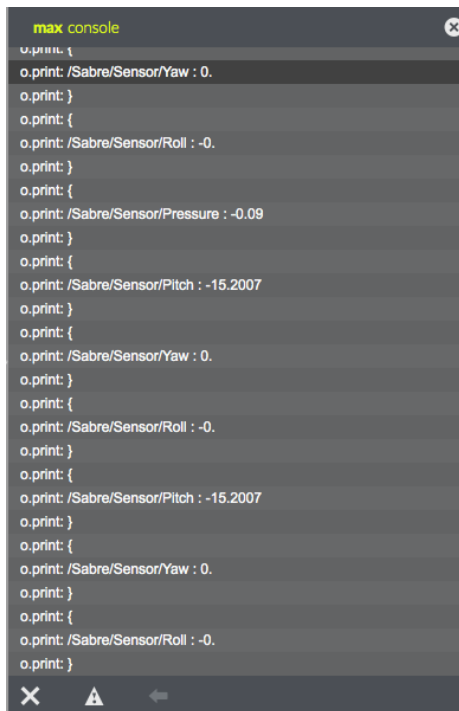 max console
o.print: {
o.print: /Sabre/Sensor/Yaw : 0.
o.print: }
o.print: {
o.print: /Sabre/Sensor/Roll : -0.
o.print: }
o.print: {
o.print: /Sabre/Sensor/Pressure : -0.09
o.print: }
o.print: {
o.print: /Sabre/Sensor/Pitch : -15.2007
o.print: }
o.print: {
o.print: /Sabre/Sensor/Yaw : 0.
o.print: }
o.print: {
o.print: /Sabre/Sensor/Roll : -0.
o.print: }
o.print: {
o.print: /Sabre/Sensor/Pitch : -15.2007
o.print: }
o.print: {
o.print: /Sabre/Sensor/Yaw : 0.
o.print: }
o.print: {
o.print: /Sabre/Sensor/Roll : -0.
o.print: }